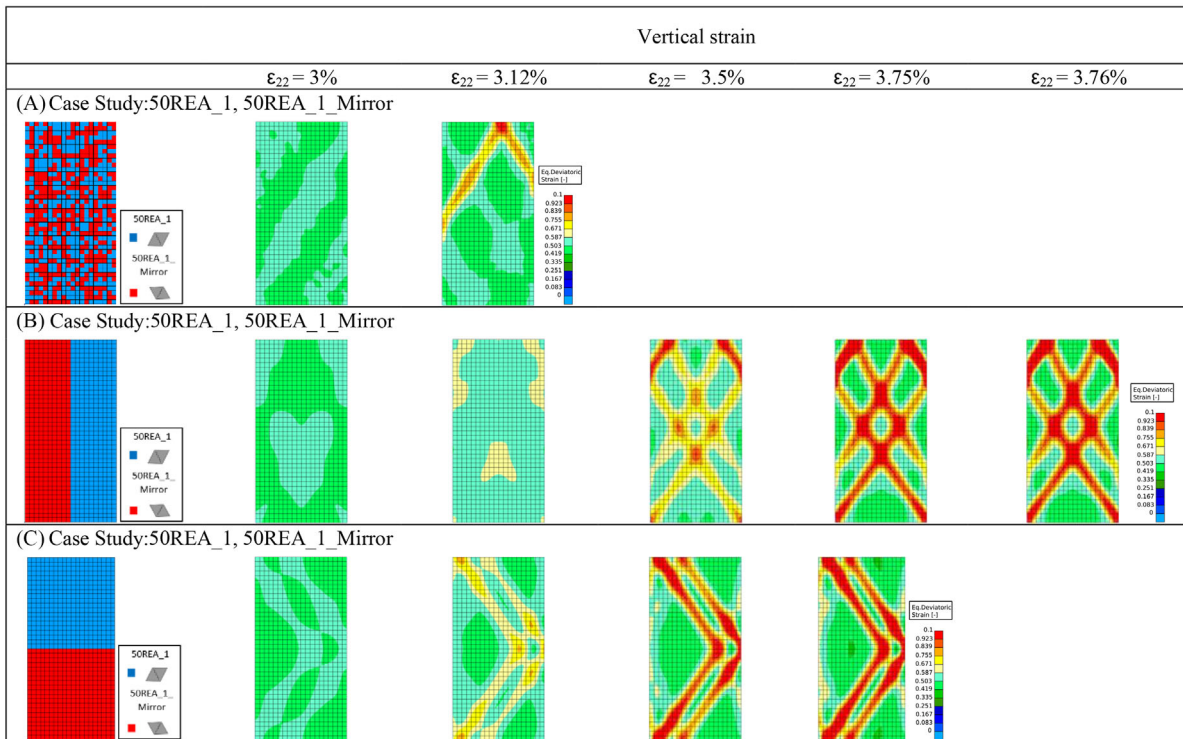 Vertical strain
ε22 = 3% ε22 = 3.12% ε22 = 3.5% ε22 = 3.75% ε22 = 3.76%
(A) Case Study:50REA_1, 50REA_1_Mirror
50REA_1
50REA_1_
Mirror
Eq.Deviatoric
Strain [-]
0.1
0.923
0.839
0.755
0.671
0.587
0.503
0.419
0.335
0.251
0.167
0.083
0
(B) Case Study:50REA_1, 50REA_1_Mirror
50REA_1
50REA_1_
Mirror
Eq.Deviatoric
Strain [-]
0.1
0.923
0.839
0.755
0.671
0.587
0.503
0.419
0.335
0.251
0.167
0.083
0
(C) Case Study:50REA_1, 50REA_1_Mirror
50REA_1
50REA_1_
Mirror
Eq.Deviatoric
Strain [-]
0.1
0.923
0.839
0.755
0.671
0.587
0.503
0.419
0.335
0.251
0.167
0.083
0